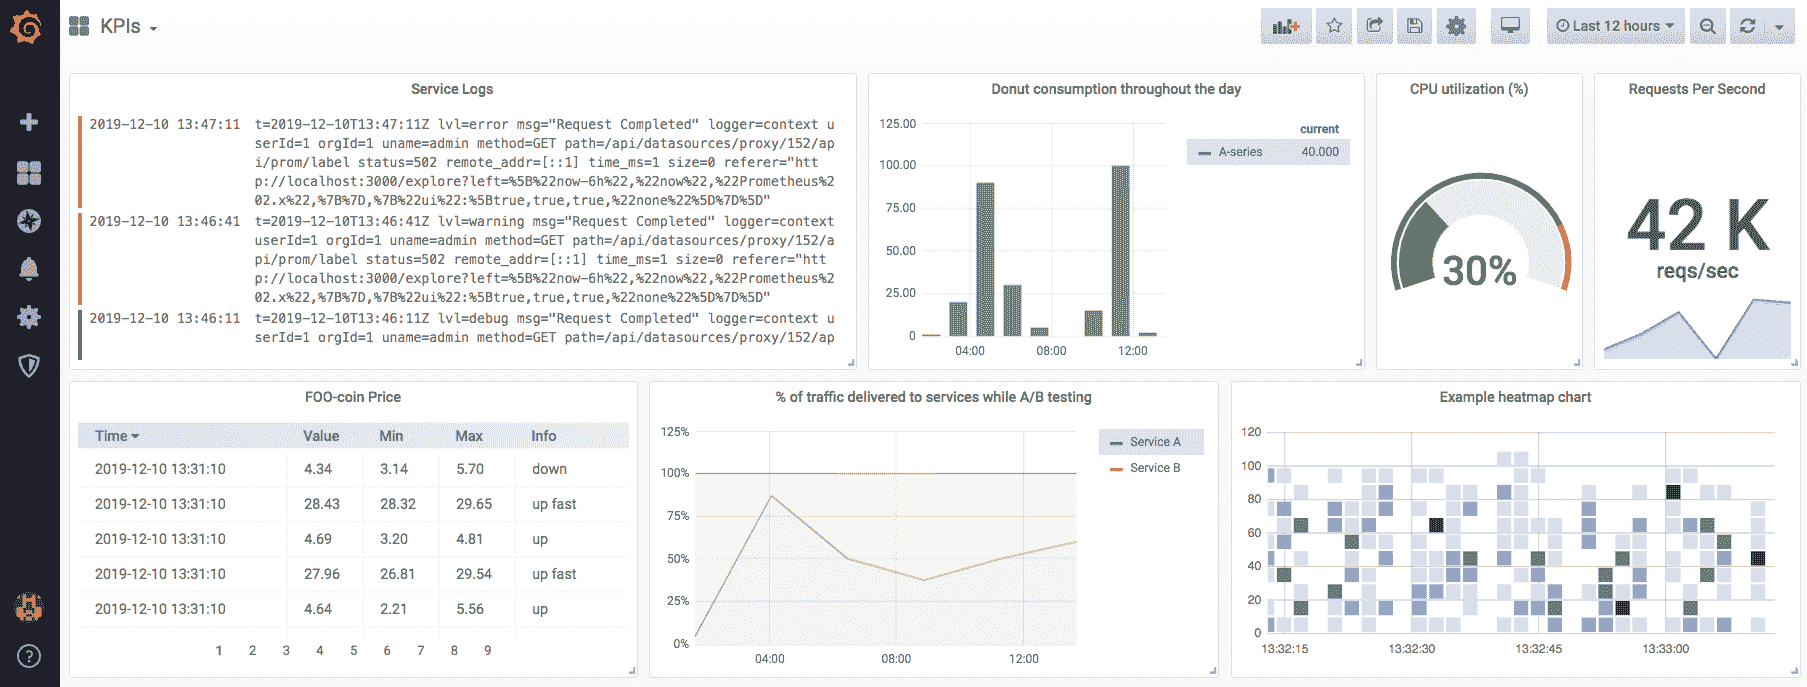 KPIs
Last 12 hours
Service Logs
2019-12-10 13:47:11 t=2019-12-10T13:47:11Z lvl=error msg="Request Completed" logger=context u
serId=1 orgId=1 uname=admin method=GET path=/api/datasources/proxy/152/ap
i/prom/label status=502 remote_addr=[::1] time_ms=1 size=0 referer="htt
p://localhost:3000/explore?left=%5B%22now-6h%22,%22now%22,%22Prometheus%2
02.x%22,%7B%7D,%7B%22ui%22:%5Btrue,true,true,%22none%22%5D%7D%5D"
2019-12-10 13:46:41 t=2019-12-10T13:46:41Z lvl=warning msg="Request Completed" logger=context
userId=1 orgId=1 uname=admin method=GET path=/api/datasources/proxy/152/a
pi/prom/label status=502 remote_addr=[::1] time_ms=1 size=0 referer="htt
p://localhost:3000/explore?left=%5B%22now-6h%22,%22now%22,%22Prometheus%2
02.x%22,%7B%7D,%7B%22ui%22:%5Btrue,true,true,%22none%22%5D%7D%5D"
2019-12-10 13:46:11 t=2019-12-10T13:46:11Z lvl=debug msg="Request Completed" logger=context u
serId=1 orgId=1 uname=admin method=GET path=/api/datasources/proxy/152/ap
Donut consumption throughout the day
125.00
100.00
75.00
50.00
25.00
0
04:00 08:00 12:00
current
A-series 40.000
CPU utilization (%)
30%
Requests Per Second
42 K
reqs/sec
FOO-coin Price
Time Value Min Max Info
2019-12-10 13:31:10 4.34 3.14 5.70 down
2019-12-10 13:31:10 28.43 28.32 29.65 up fast
2019-12-10 13:31:10 4.69 3.20 4.81 up
2019-12-10 13:31:10 27.96 26.81 29.54 up fast
2019-12-10 13:31:10 4.64 2.21 5.56 up
1 2 3 4 5 6 7 8 9
% of traffic delivered to services while A/B testing
125%
100%
75%
50%
25%
0%
04:00 08:00 12:00
Service A
Service B
Example heatmap chart
120
100
80
60
40
20
0
13:32:15 13:32:30 13:32:45 13:33:00
?